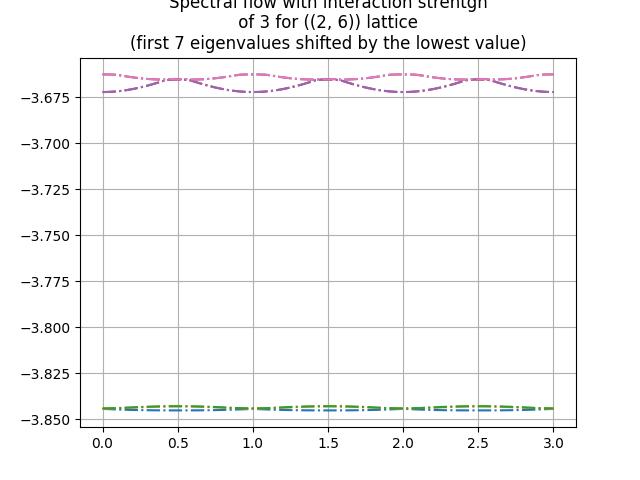 Spectral flow with interaction strentgh
of 3 for ((2, 6)) lattice
(first 7 eigenvalues shifted by the lowest value)
−3.675
−3.700
−3.725
−3.750
−3.775
−3.800
−3.825
−3.850
0.0 0.5 1.0 1.5 2.0 2.5 3.0